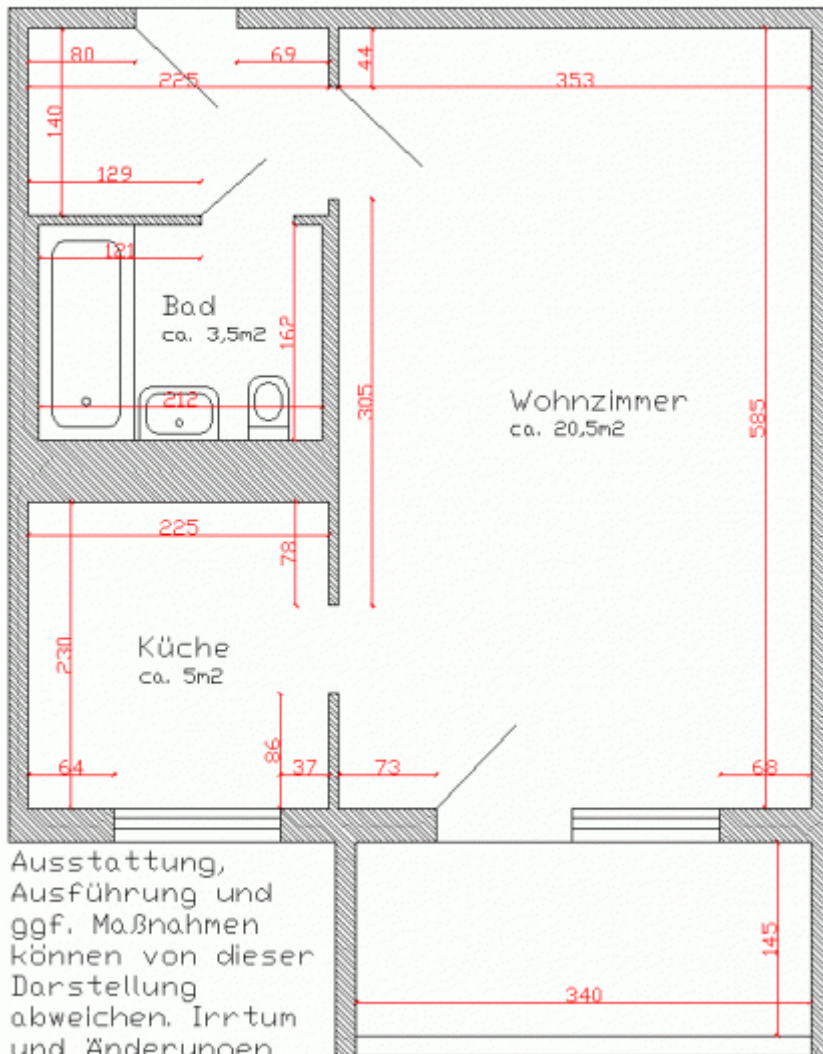 80
69
44
225
353
140
129
121
Bad
ca. 3,5m2
162
212
305
Wohnzimmer
ca. 20,5m2
585
225
78
Küche
ca. 5m2
230
86
64
37
73
68
Ausstattung,
Ausführung und
ggf. Maßnahmen
können von dieser
Darstellung
abweichen. Irrtum
und Änderungen
145
340